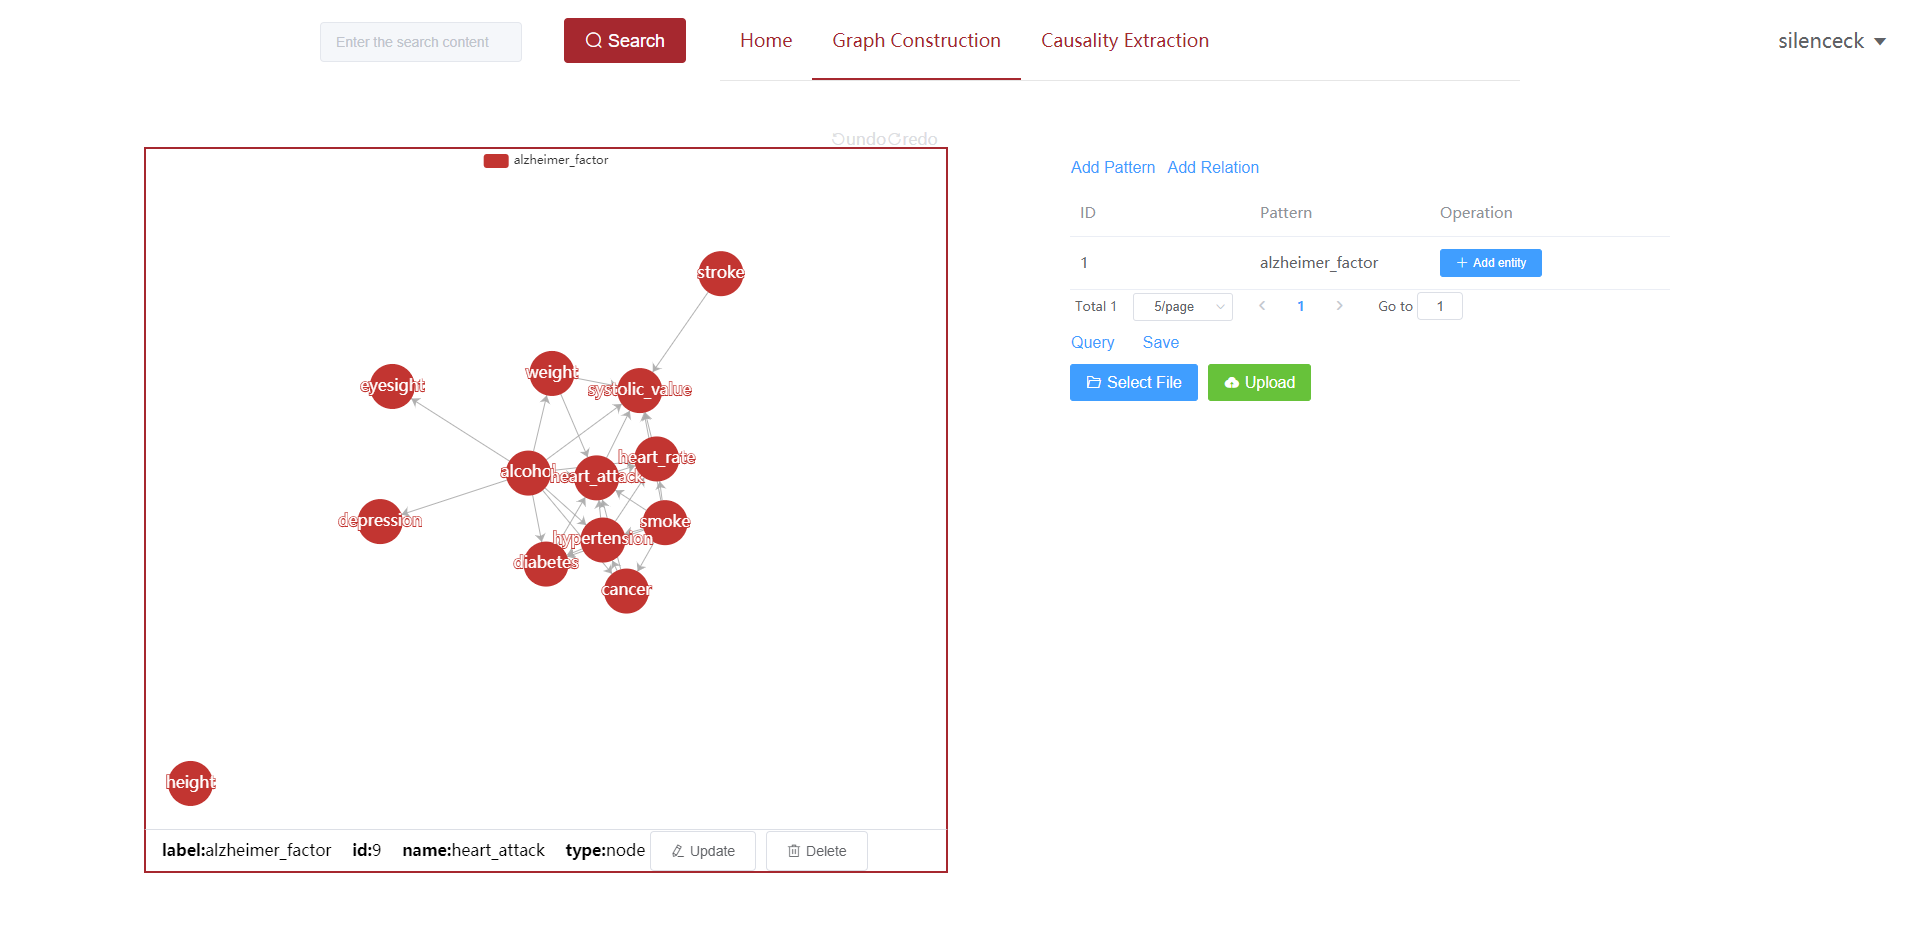 Enter the search content
Search
Home Graph Construction Causality Extraction
silenceck
undo redo
alzheimer_factor
stroke
eyesight
weight
systolic_value
alcohol
heart_attack
heart_rate
depression
smoke
hypertension
diabetes
cancer
height
label:alzheimer_factor id:9 name:heart_attack type:node Update Delete
Add Pattern Add Relation
ID Pattern Operation
1 alzheimer_factor Add entity
Total 1 5/page 1 Go to 1
Query Save
Select File Upload